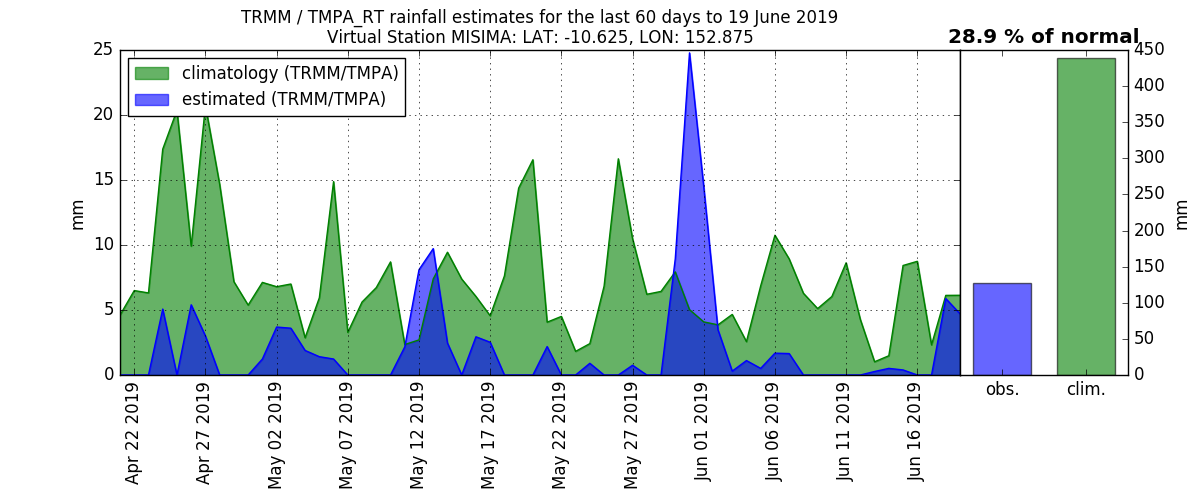 TRMM / TMPA_RT rainfall estimates for the last 60 days to 19 June 2019
Virtual Station MISIMA: LAT: -10.625, LON: 152.875
28.9 % of normal
climatology (TRMM/TMPA)
estimated (TRMM/TMPA)
25
20
15
10
5
0
mm
Apr 22 2019
Apr 27 2019
May 02 2019
May 07 2019
May 12 2019
May 17 2019
May 22 2019
May 27 2019
Jun 01 2019
Jun 06 2019
Jun 11 2019
Jun 16 2019
450
400
350
300
250
200
150
100
50
0
mm
obs.
clim.